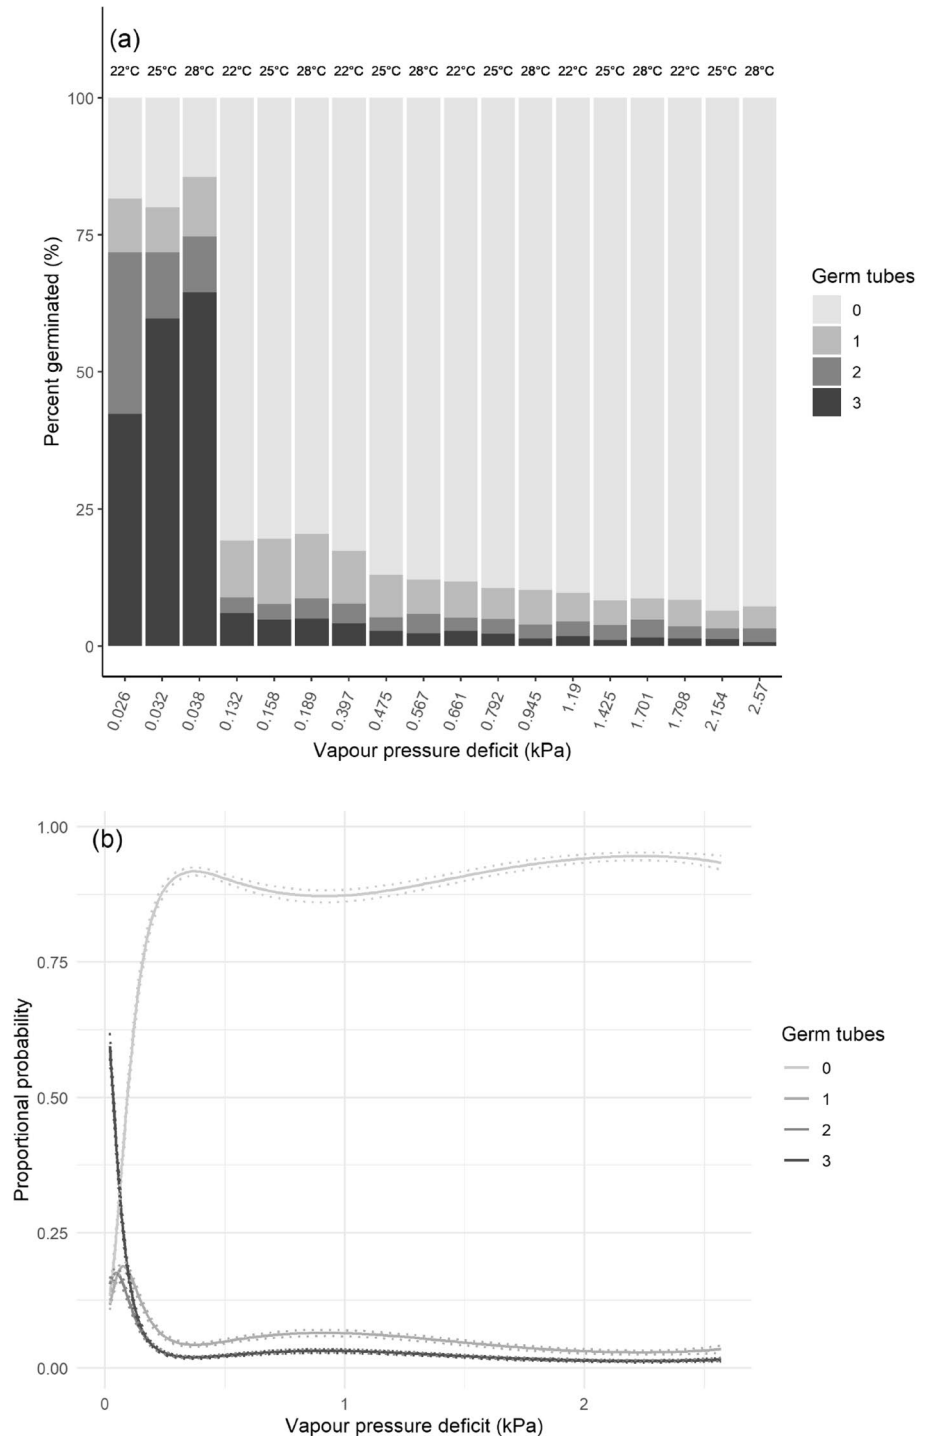 (a)
22°C 25°C 28°C 22°C 25°C 28°C 22°C 25°C 28°C 22°C 25°C 28°C 22°C 25°C 28°C 22°C 25°C 28°C
100
75
50
25
0
Percent germinated (%)
0.026 0.032 0.038 0.132 0.158 0.189 0.397 0.475 0.567 0.661 0.792 0.945 1.19 1.425 1.701 1.798 2.154 2.57
Vapour pressure deficit (kPa)
Germ tubes
0
1
2
3
(b)
1.00
0.75
0.50
0.25
0.00
Proportional probability
0 1 2
Vapour pressure deficit (kPa)
Germ tubes
0
1
2
3